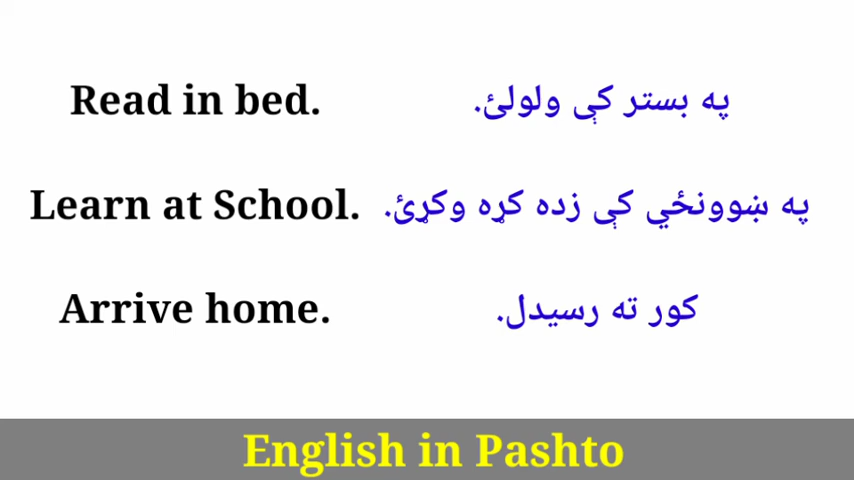 Read in bed. په بستر کې ولولئ.
Learn at School. په ښوونځي کې زده کړه وکړئ.
Arrive home. کور ته رسیدل.
English in Pashto